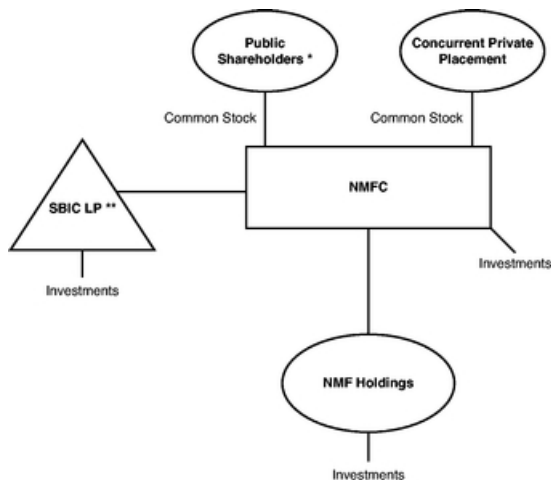 Public
Shareholders *
Concurrent Private
Placement
Common Stock
Common Stock
NMFC
SBIC LP **
Investments
Investments
NMF Holdings
Investments